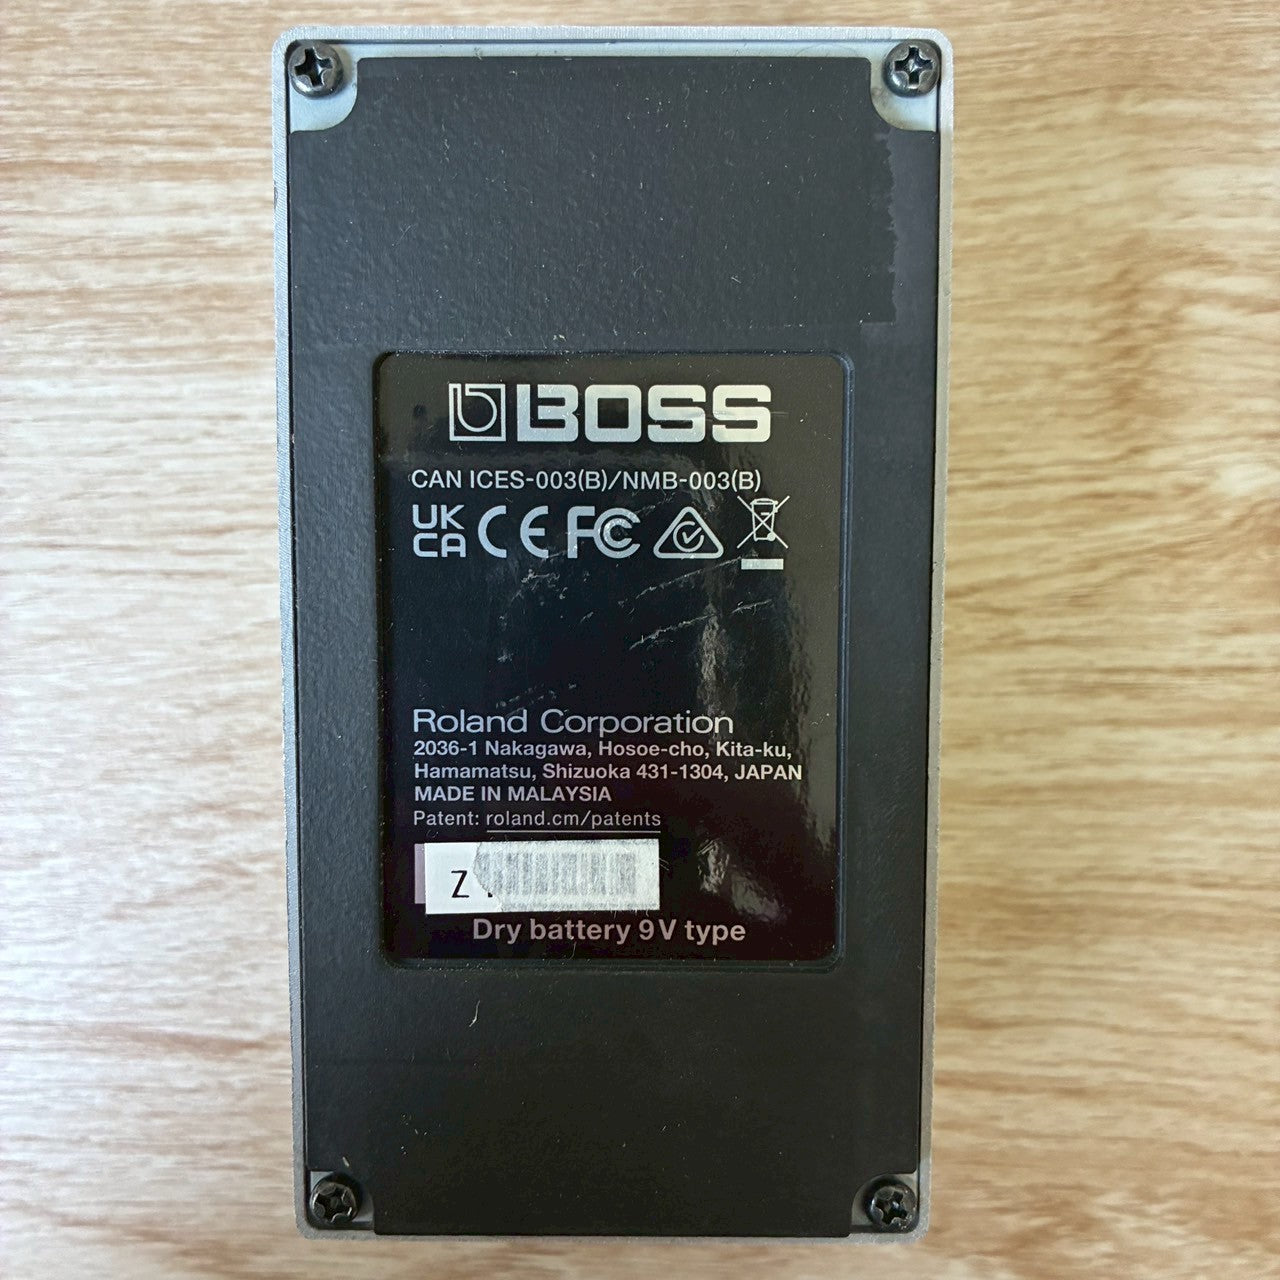 BOSS
CAN ICES-003(B)/NMB-003(B)
UK
CA CE FC
Roland Corporation
2036-1 Nakagawa, Hosoe-cho, Kita-ku,
Hamamatsu, Shizuoka 431-1304, JAPAN
MADE IN MALAYSIA
Patent: roland.cm/patents
Z
Dry battery 9V type